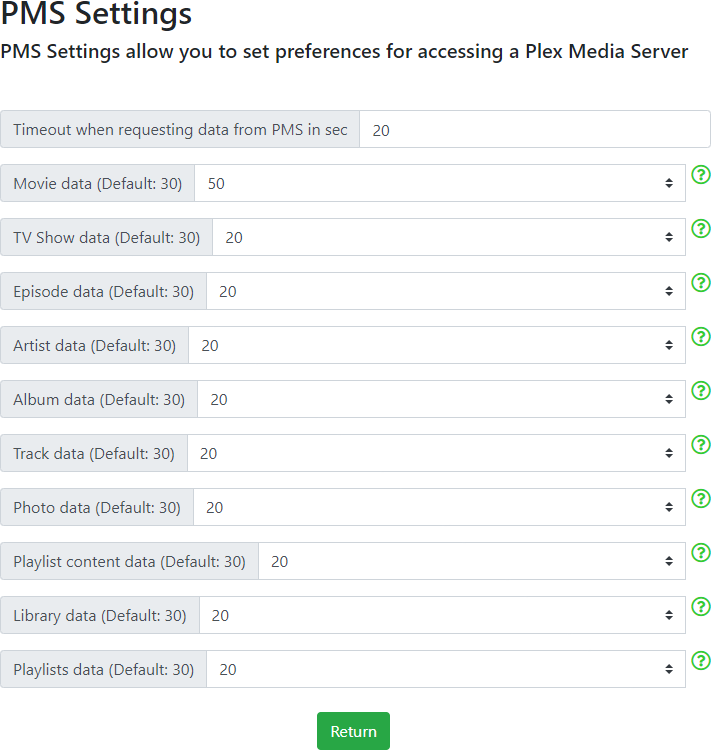 PMS Settings
PMS Settings allow you to set preferences for accessing a Plex Media Server
Timeout when requesting data from PMS in sec 20
Movie data (Default: 30) 50 ?
TV Show data (Default: 30) 20 ?
Episode data (Default: 30) 20 ?
Artist data (Default: 30) 20 ?
Album data (Default: 30) 20 ?
Track data (Default: 30) 20 ?
Photo data (Default: 30) 20 ?
Playlist content data (Default: 30) 20 ?
Library data (Default: 30) 20 ?
Playlists data (Default: 30) 20 ?
Return